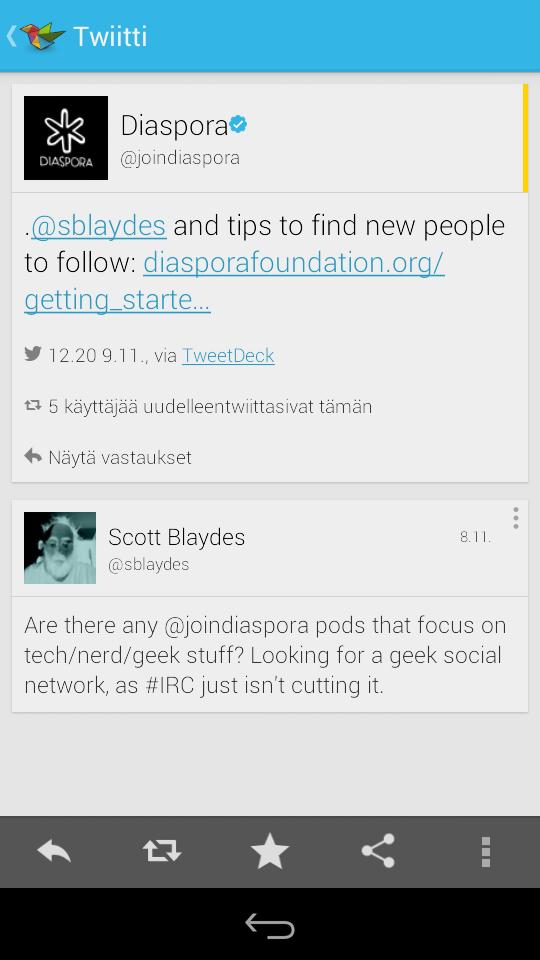 Twiitti
DIASPORA
Diaspora
@joindiaspora
.@sblaydes and tips to find new people
to follow: diasporafoundation.org/
getting_starte...
12.20 9.11., via TweetDeck
5 käyttäjää uudelleentwiittasivat tämän
Näytä vastaukset
Scott Blaydes
8.11.
@sblaydes
Are there any @joindiaspora pods that focus on
tech/nerd/geek stuff? Looking for a geek social
network, as #IRC just isn't cutting it.